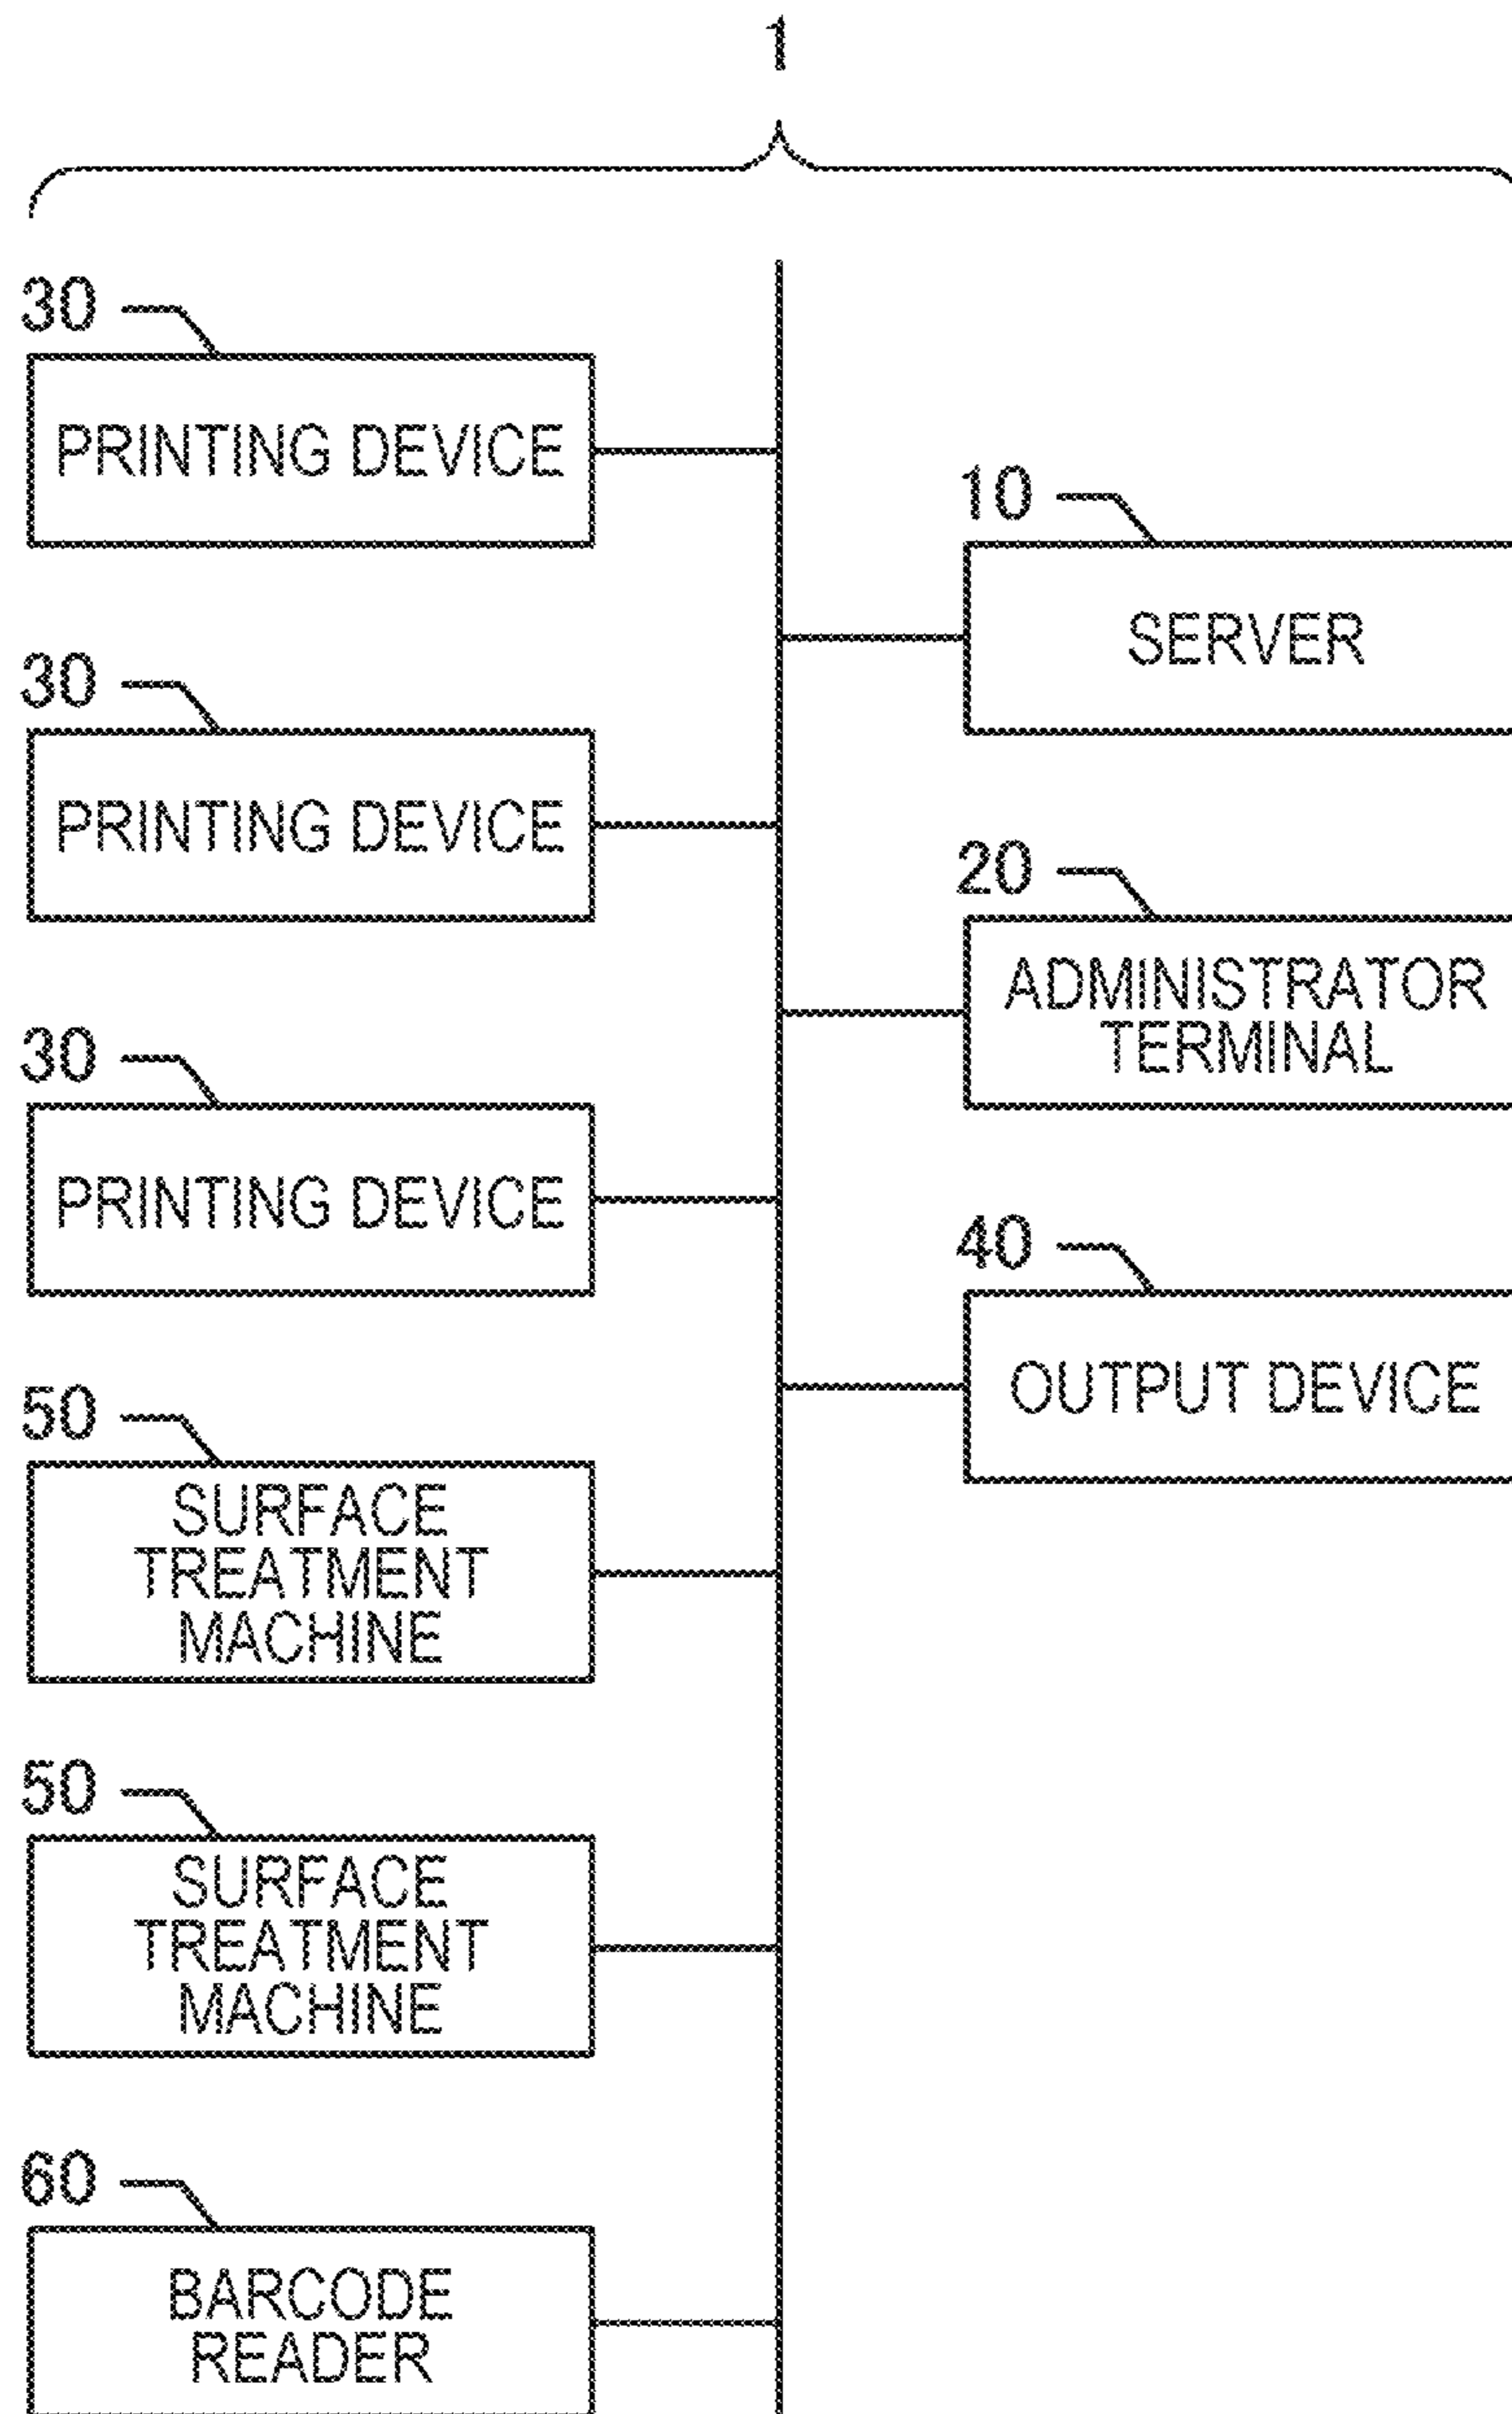 1
30
PRINTING DEVICE
10
SERVER
30
PRINTING DEVICE
20
ADMINISTRATOR
TERMINAL
30
PRINTING DEVICE
40
OUTPUT DEVICE
50
SURFACE
TREATMENT
MACHINE
50
SURFACE
TREATMENT
MACHINE
60
BARCODE
READER